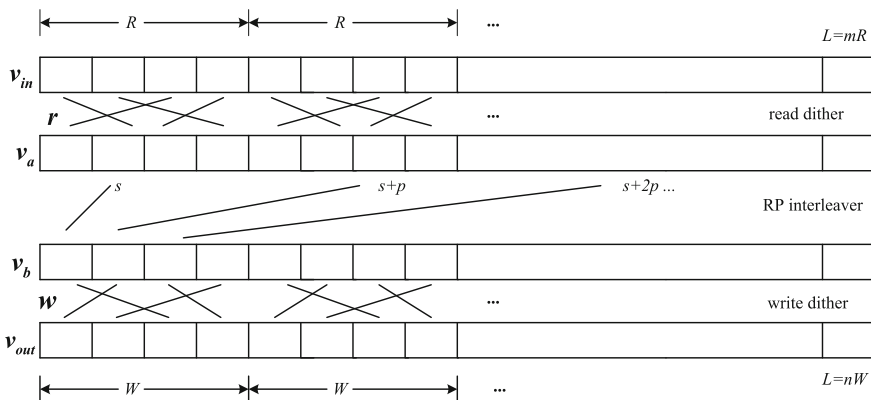 R R ...
L=mR
v_in
r ... read dither
v_a
s s+p s+2p ...
RP interleaver
v_b
w ... write dither
v_out
W W ...
L=nW